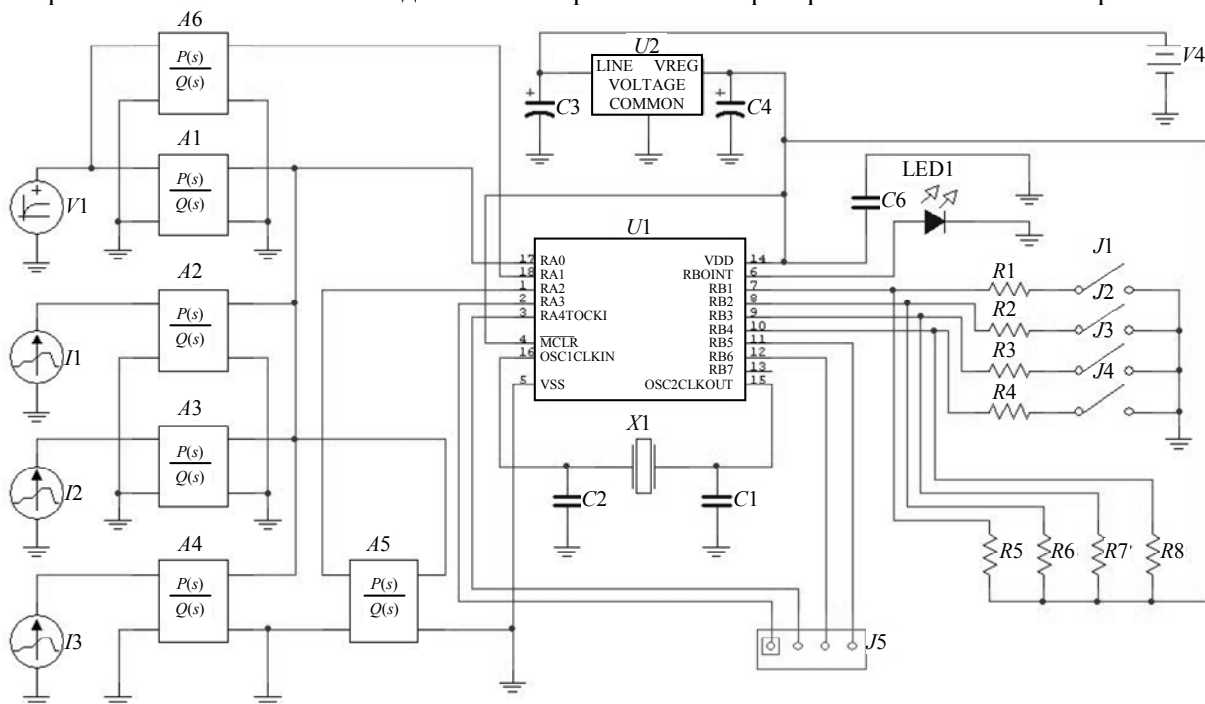 A6
P(s)
Q(s)
A1
P(s)
Q(s)
V1
A2
P(s)
Q(s)
I1
A3
P(s)
Q(s)
I2
A4
P(s)
Q(s)
I3
A5
P(s)
Q(s)
U2
LINE VREG
VOLTAGE
COMMON
+
C3
+
C4
V4
LED1
C6
U1
17 RA0 VDD 14
18 RA1 RBOINT 6
1 RA2 RB1 7
2 RA3 RB2 8
3 RA4TOCKI RB3 9
RB4 10
4 MCLR RB5 11
16 OSC1CLKIN RB6 12
RB7 13
5 VSS OSC2CLKOUT 15
X1
C2
C1
J1
R1
J2
R2
J3
R3
J4
R4
R5
R6
R7
R8
J5